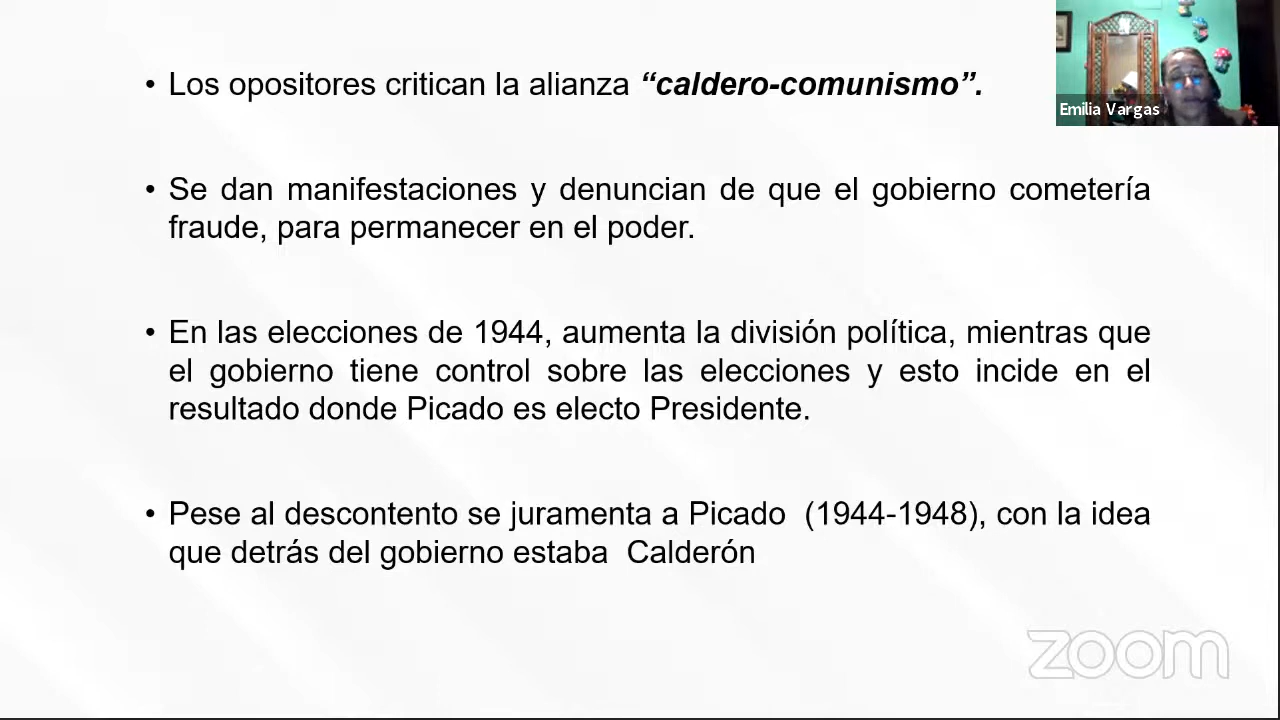 • Los opositores critican la alianza “caldero-comunismo”.
Emilia Vargas
• Se dan manifestaciones y denuncian de que el gobierno cometería
fraude, para permanecer en el poder.
• En las elecciones de 1944, aumenta la división política, mientras que
el gobierno tiene control sobre las elecciones y esto incide en el
resultado donde Picado es electo Presidente.
• Pese al descontento se juramenta a Picado  (1944-1948), con la idea
que detrás del gobierno estaba  Calderón
zoom